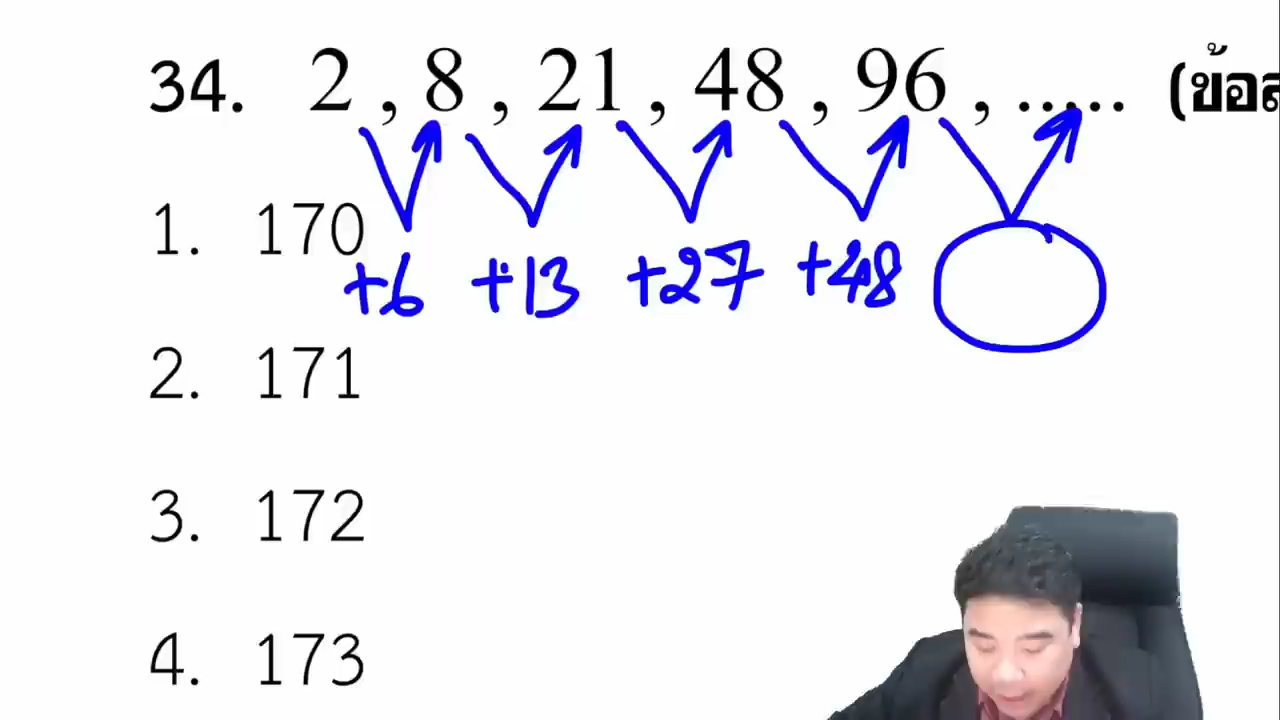 34. 2 , 8 , 21 , 48 , 96 , ..... (ข้อส
1. 170
+6 +13 +27 +48
2. 171
3. 172
4. 173